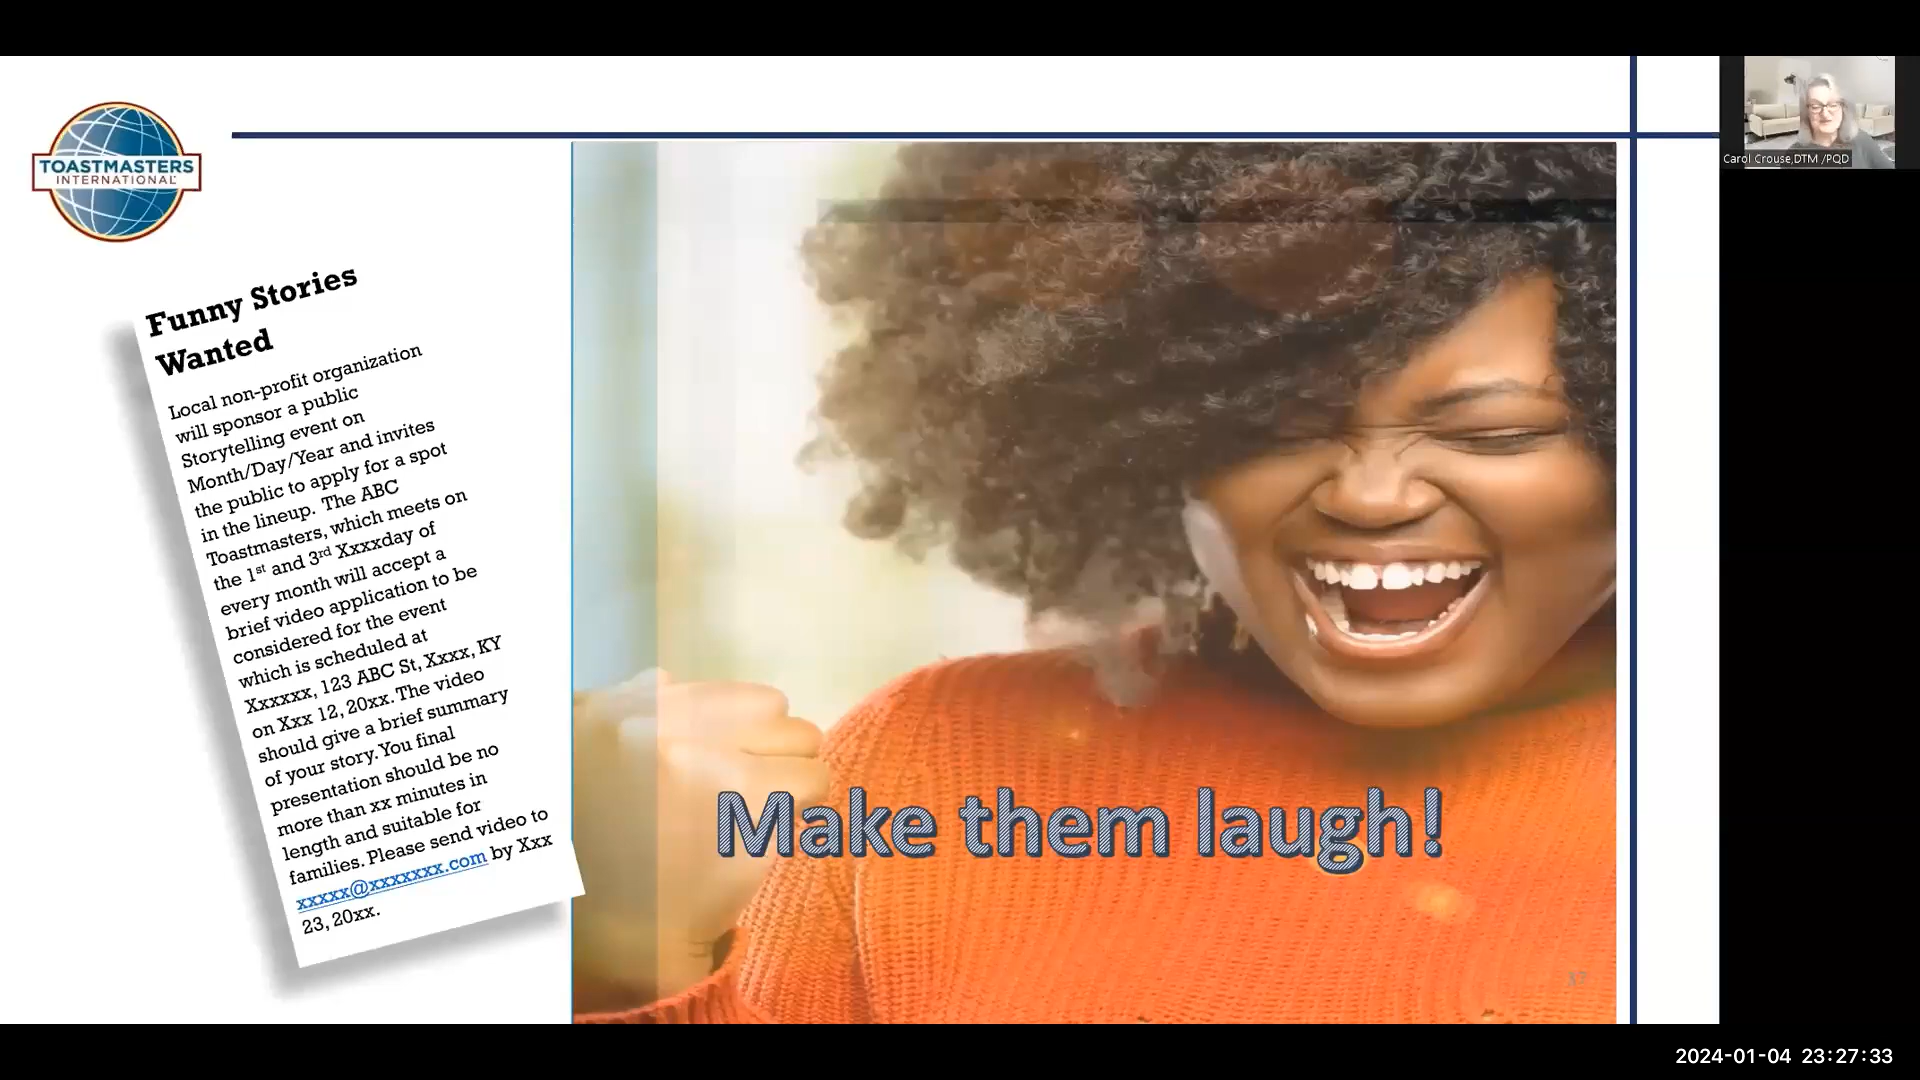 TOASTMASTERS
INTERNATIONAL
Funny Stories
Wanted
Local non-profit organization
will sponsor a public
Storytelling event on
Month/Day/Year and invites
the public to apply for a spot
in the lineup. The ABC
Toastmasters, which meets on
the 1st and 3rd Xxxxday of
every month will accept a
brief video application to be
considered for the event
which is scheduled at
Xxxxxx, 123 ABC St, Xxxx, KY
on Xxx 12, 20xx. The video
should give a brief summary
of your story. You final
presentation should be no
more than xx minutes in
length and suitable for
families. Please send video to
xxxxx@xxxxxxx.com by Xxx
23, 20xx.
Make them laugh!
Carol Crouse,DTM /PQD
2024-01-04 23:27:33